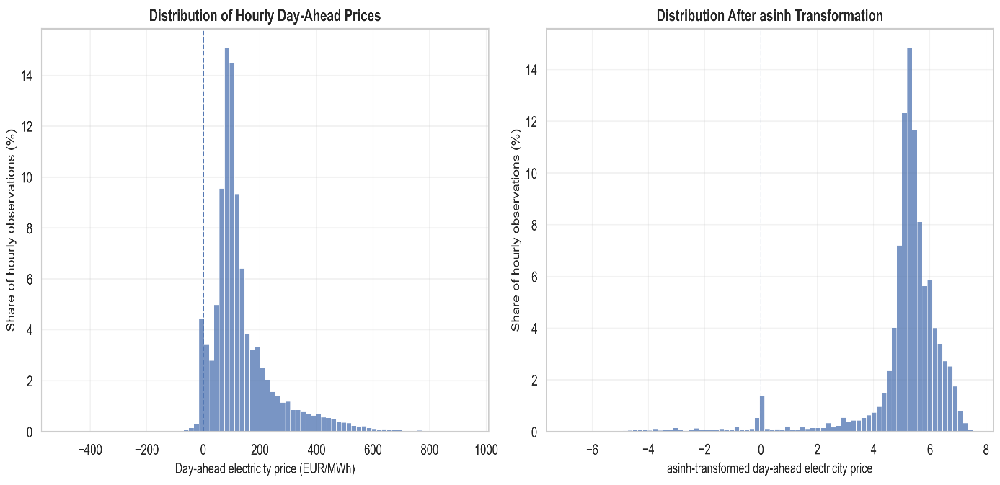 Distribution of Hourly Day-Ahead Prices
Share of hourly observations (%)
14
12
10
8
6
4
2
0
−400 −200 0 200 400 600 800 1000
Day-ahead electricity price (EUR/MWh)
Distribution After asinh Transformation
Share of hourly observations (%)
14
12
10
8
6
4
2
0
−6 −4 −2 0 2 4 6 8
asinh-transformed day-ahead electricity price